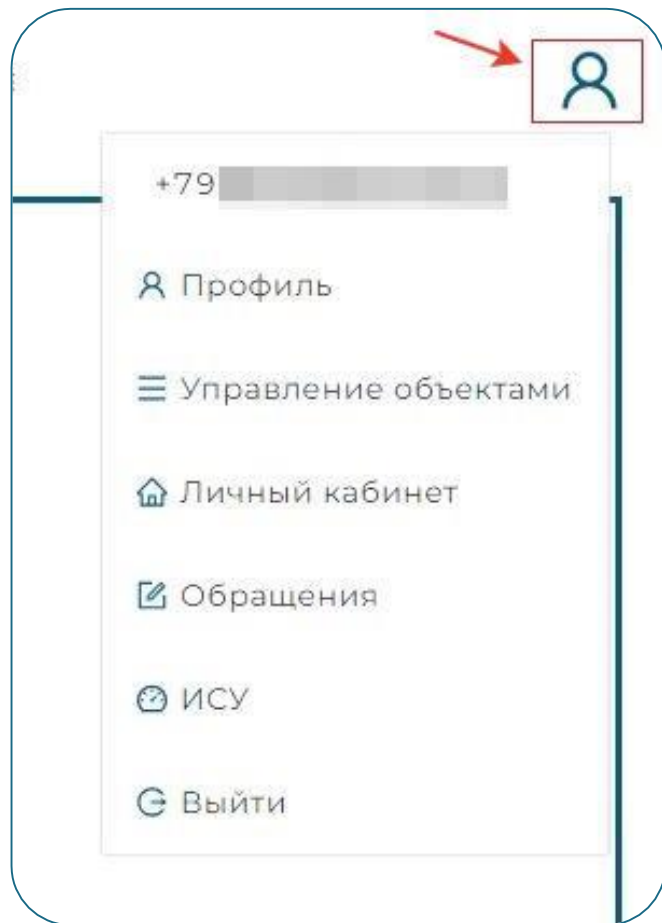 +79
Профиль
Управление объектами
Личный кабинет
Обращения
ИСУ
Выйти